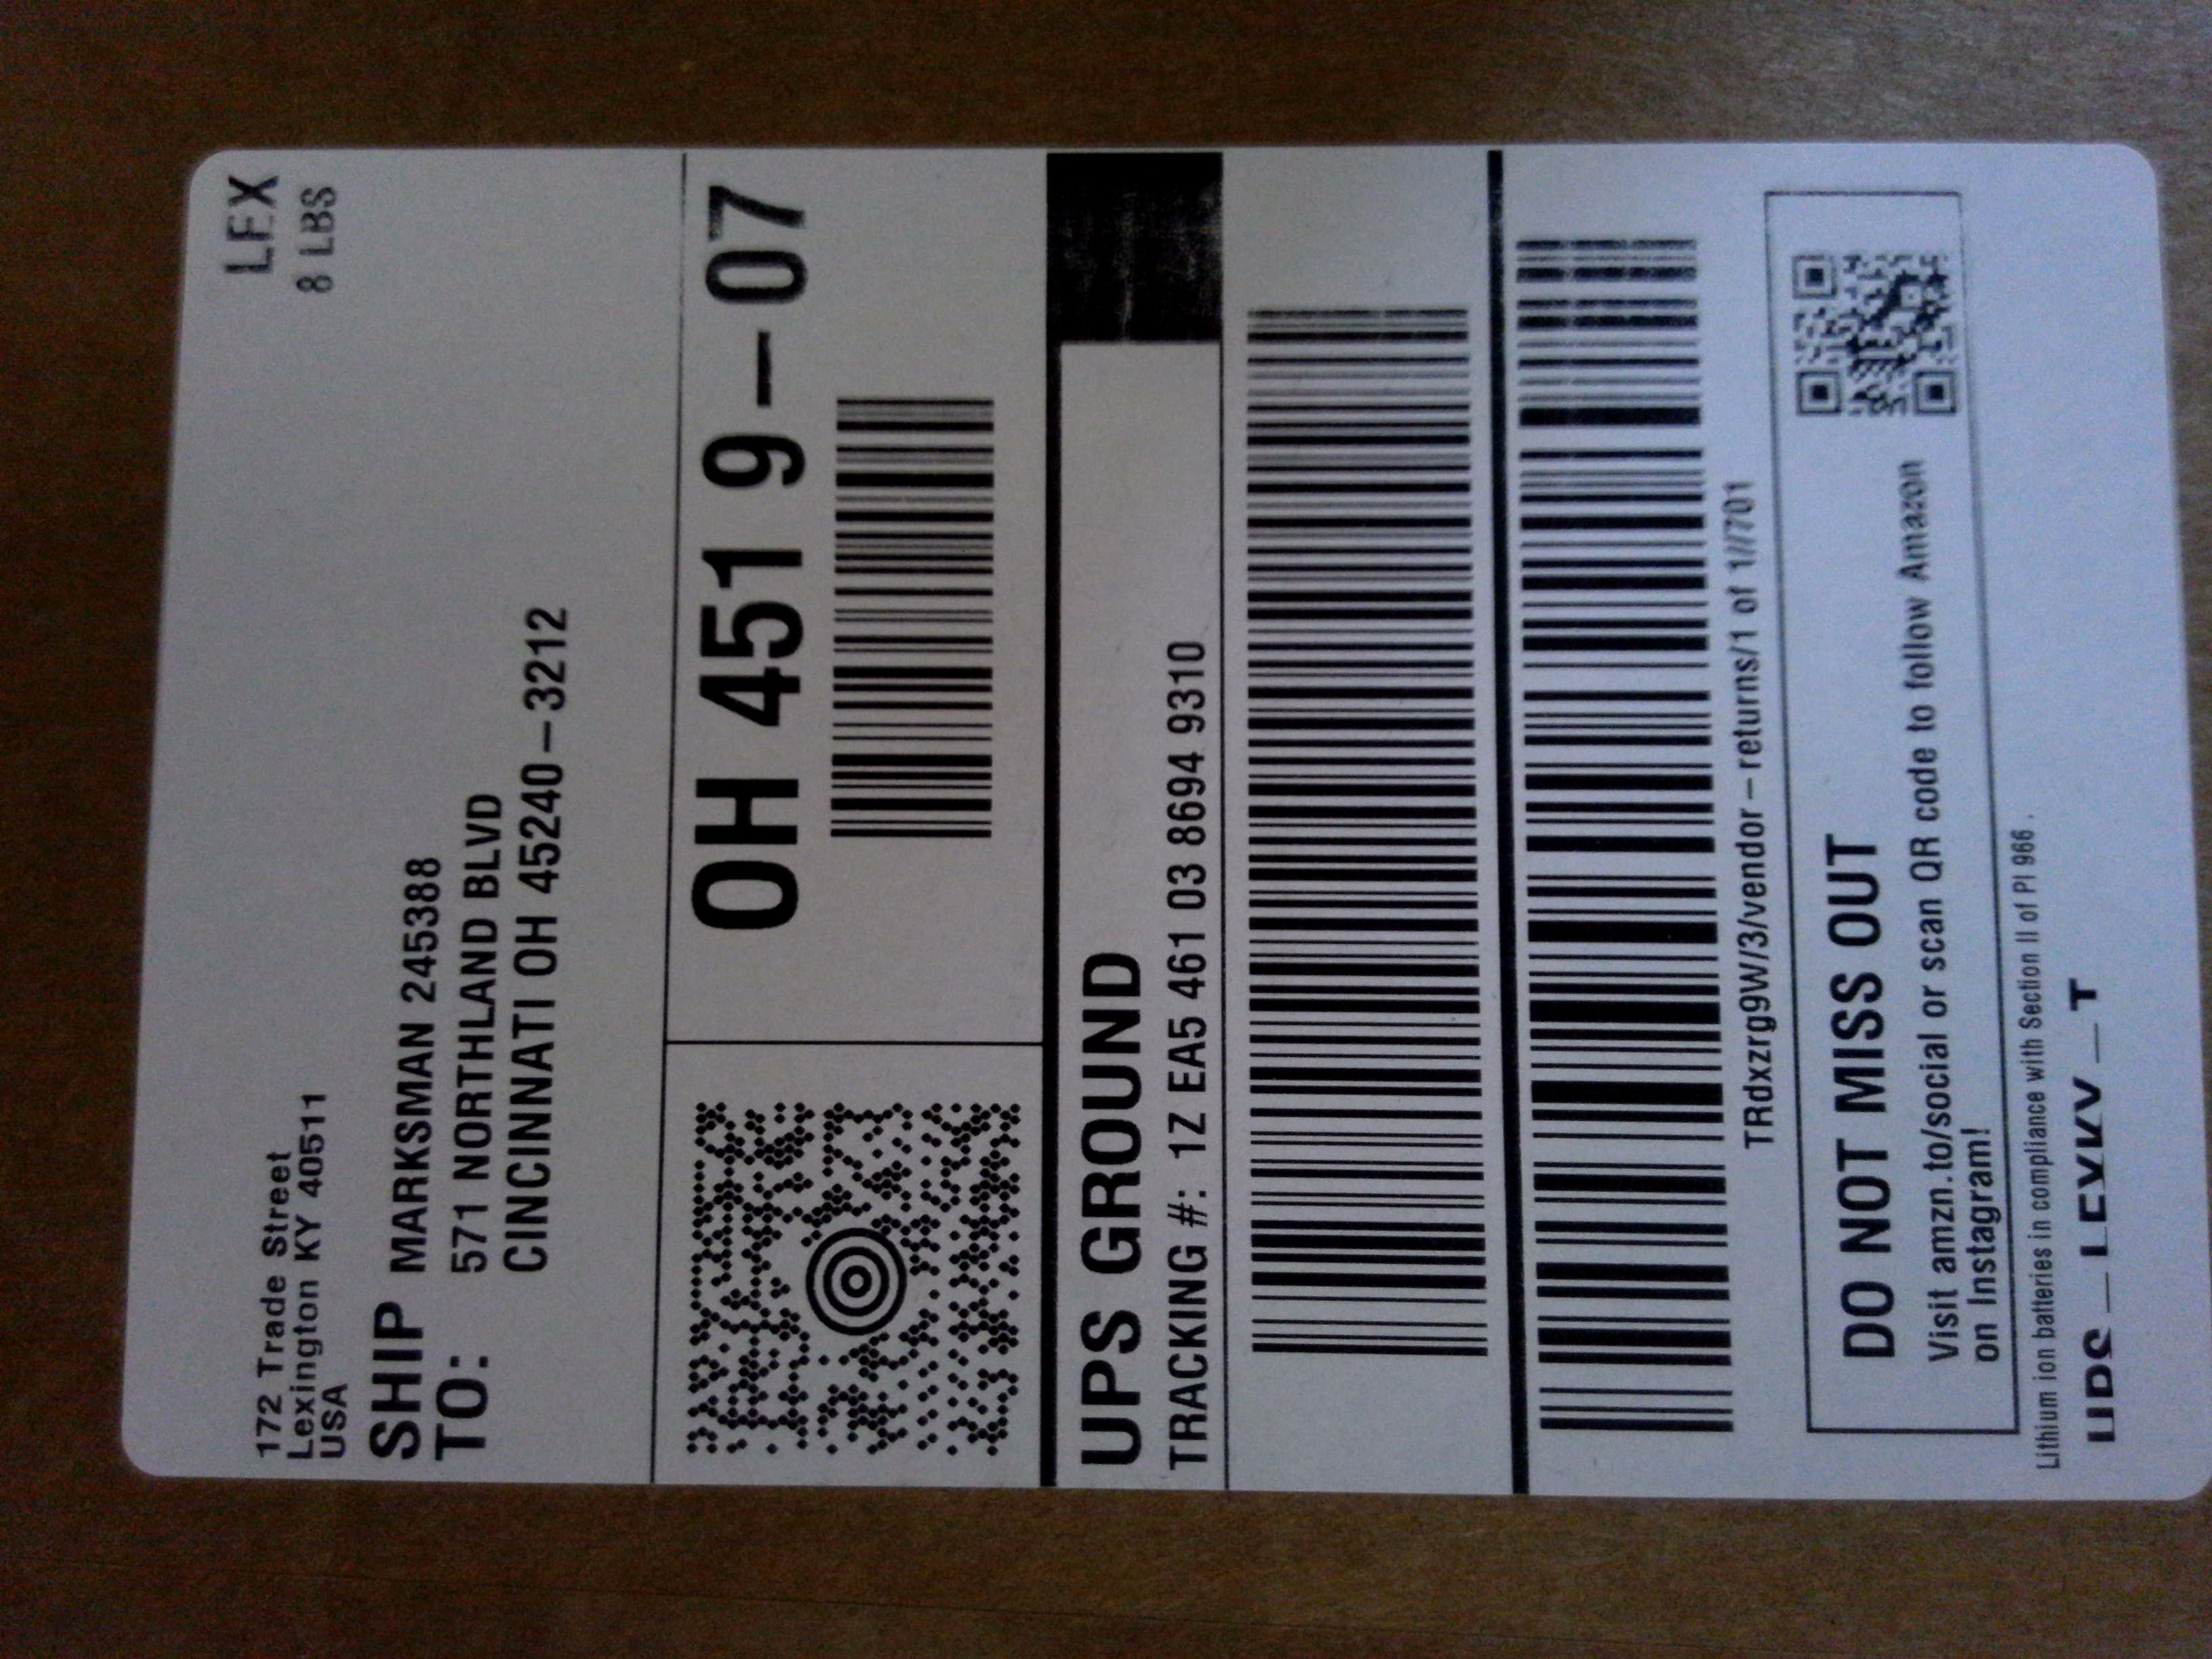 LEX
8 LBS
172 Trade Street
Lexington KY 40511
USA
SHIP TO:
MARKSMAN 245388
571 NORTHLAND BLVD
CINCINNATI OH 45240-3212
OH 451 9-07
UPS GROUND
TRACKING #: 1Z EA5 461 03 8694 9310
TRdxzrg9W/3/vendor-returns/1 of 1//701
DO NOT MISS OUT
Visit amzn.to/social or scan QR code to follow Amazon
on Instagram!
Lithium ion batteries in compliance with Section II of PI 966.